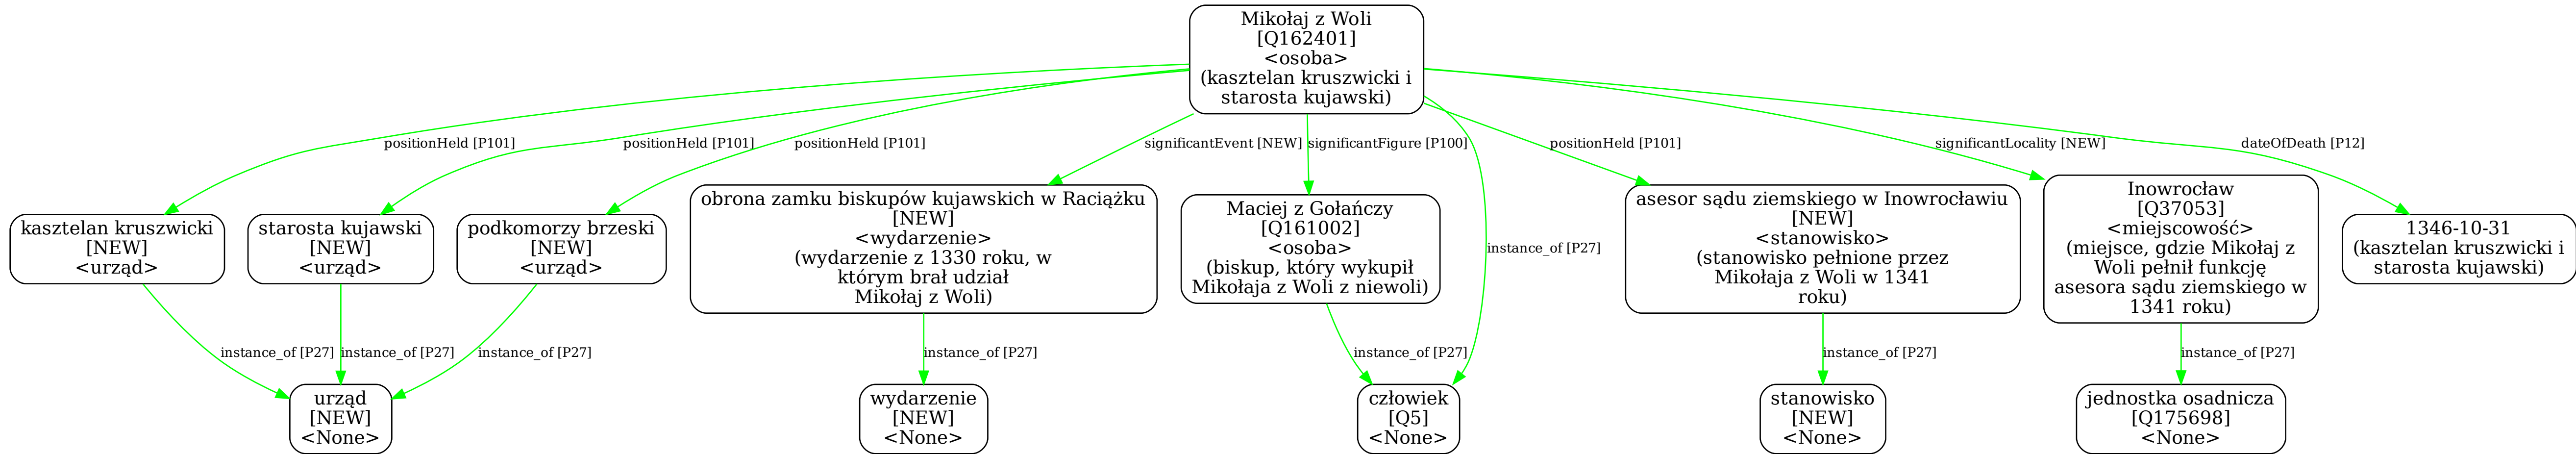 Mikołaj z Woli
[Q162401]
<osoba>
(kasztelan kruszwicki i
starosta kujawski)
positionHeld [P101]
positionHeld [P101]
positionHeld [P101]
significantEvent [NEW]
significantFigure [P100]
positionHeld [P101]
significantLocality [NEW]
dateOfDeath [P12]
kasztelan kruszwicki
[NEW]
<urząd>
starosta kujawski
[NEW]
<urząd>
podkomorzy brzeski
[NEW]
<urząd>
obrona zamku biskupów kujawskich w Raciążku
[NEW]
<wydarzenie>
(wydarzenie z 1330 roku, w
którym brał udział
Mikołaj z Woli)
Maciej z Gołańczy
[Q161002]
<osoba>
(biskup, który wykupił
Mikołaja z Woli z niewoli)
instance_of [P27]
asesor sądu ziemskiego w Inowrocławiu
[NEW]
<stanowisko>
(stanowisko pełnione przez
Mikołaja z Woli w 1341
roku)
Inowrocław
[Q37053]
<miejscowość>
(miejsce, gdzie Mikołaj z
Woli pełnił funkcję
asesora sądu ziemskiego w
1341 roku)
1346-10-31
(kasztelan kruszwicki i
starosta kujawski)
instance_of [P27]
instance_of [P27]
instance_of [P27]
instance_of [P27]
instance_of [P27]
instance_of [P27]
instance_of [P27]
urząd
[NEW]
<None>
wydarzenie
[NEW]
<None>
człowiek
[Q5]
<None>
stanowisko
[NEW]
<None>
jednostka osadnicza
[Q175698]
<None>